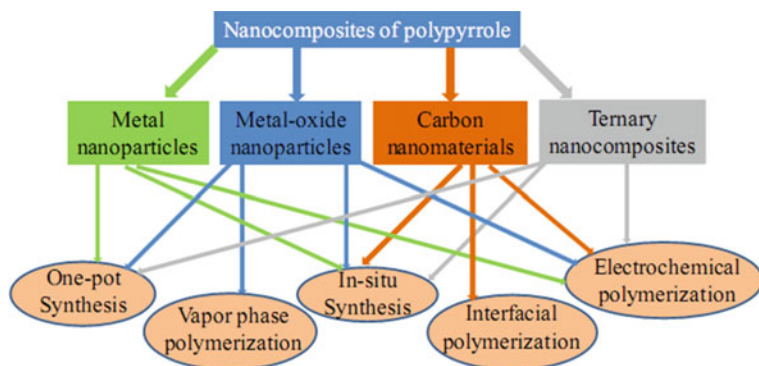 Nanocomposites of polypyrrole
Metal
nanoparticles
Metal-oxide
nanoparticles
Carbon
nanomaterials
Ternary
nanocomposites
One-pot
Synthesis
Vapor phase
polymerization
In-situ
Synthesis
Interfacial
polymerization
Electrochemical
polymerization